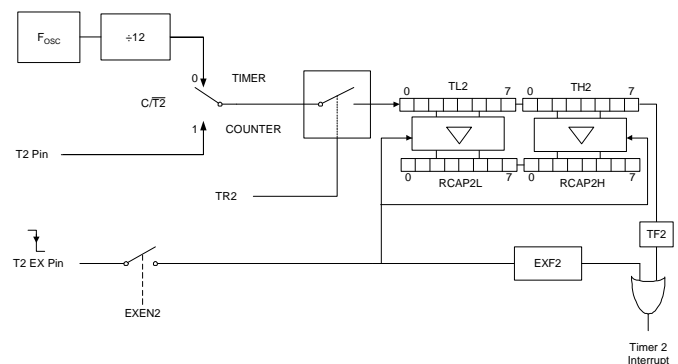 FOSC
÷12
0
TIMER
C/T2
1
COUNTER
T2 Pin
TR2
0
TL2
7
0
TH2
7
0
RCAP2L
7
0
RCAP2H
7
TF2
T2 EX Pin
EXF2
EXEN2
Timer 2
Interrupt